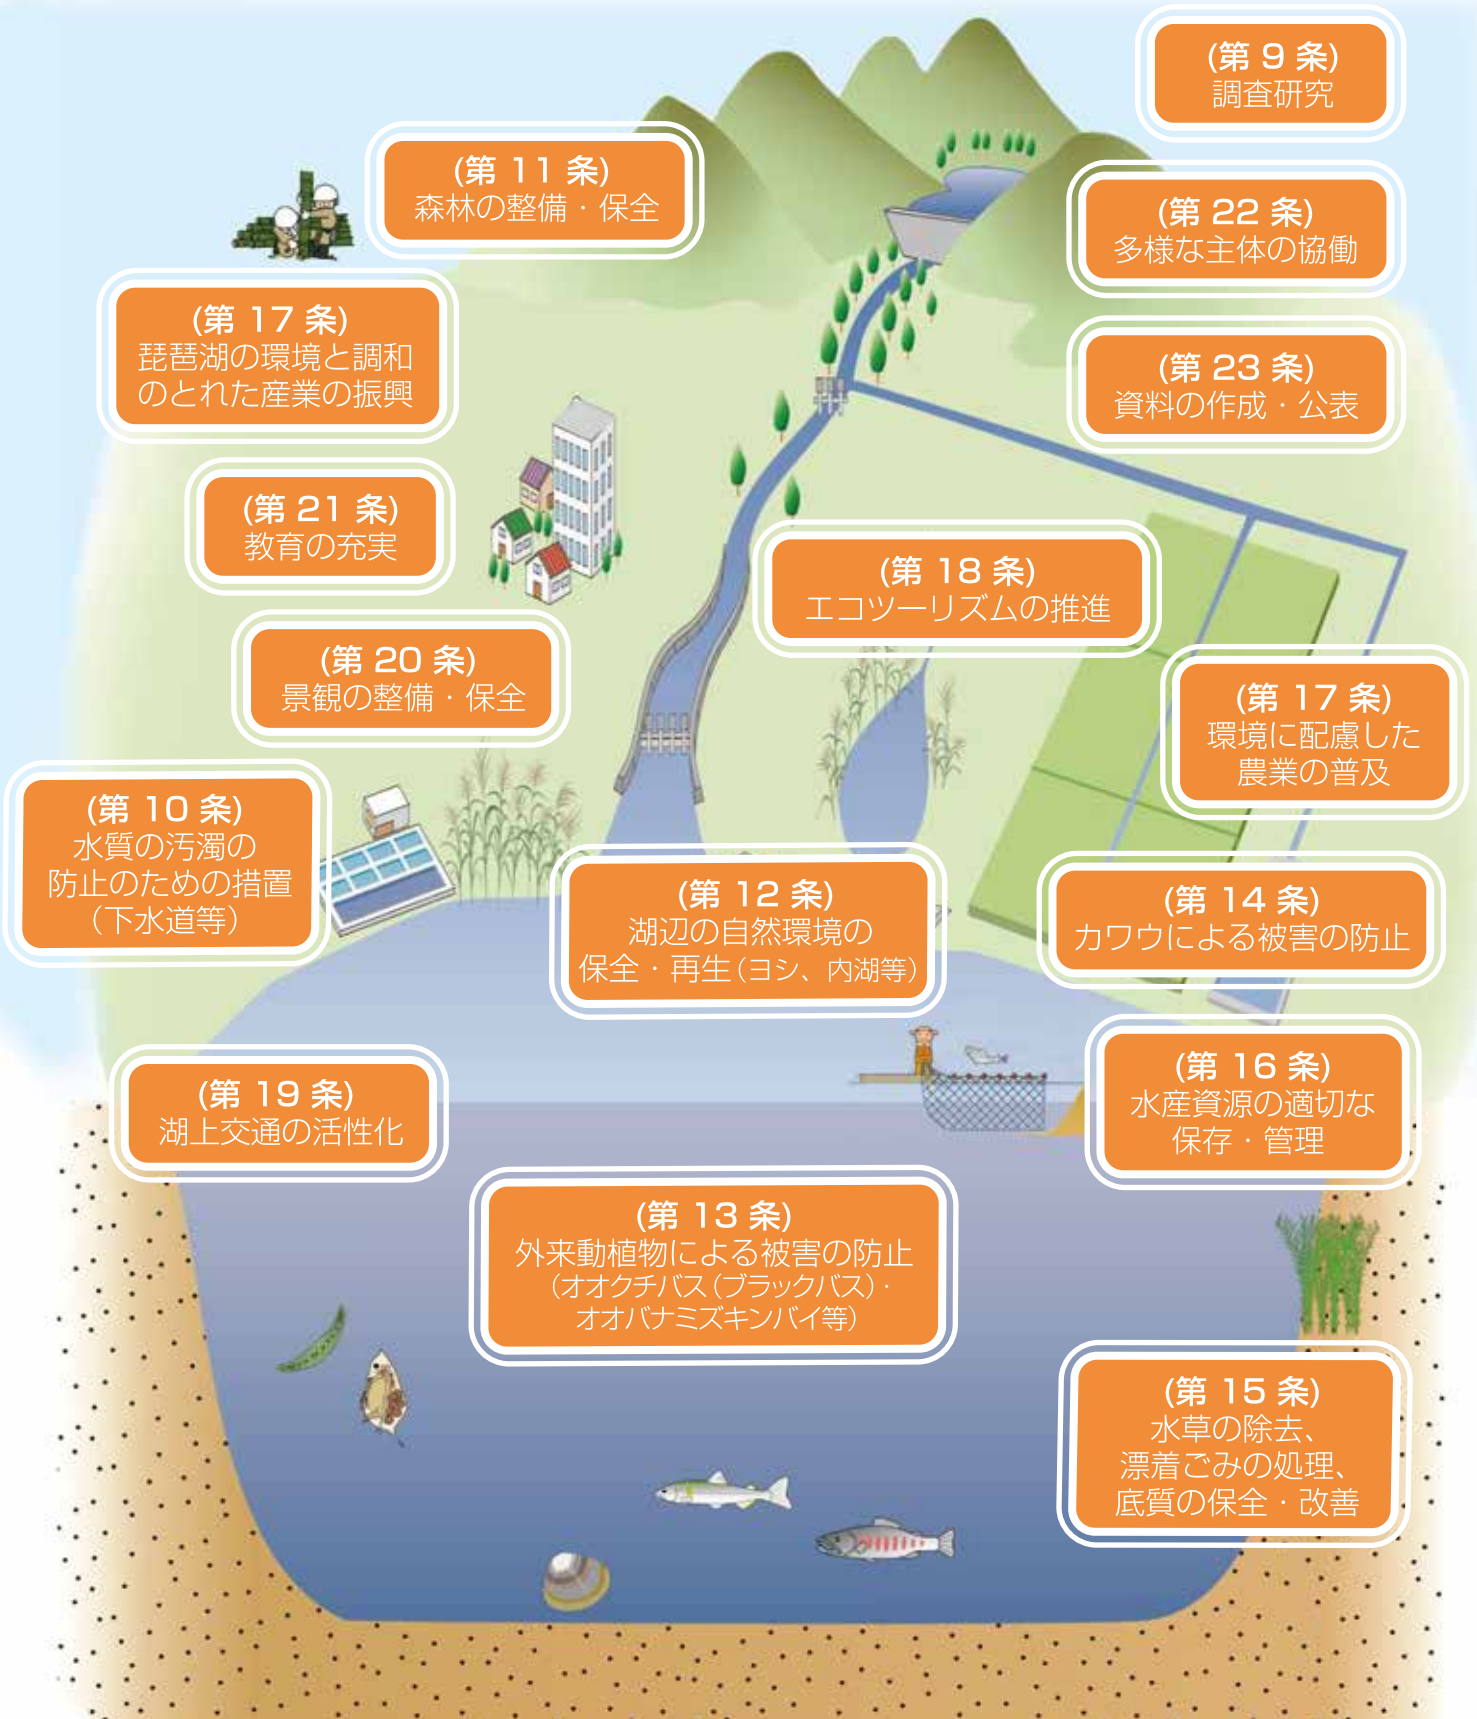 (第 9 条)
調査研究
(第 11 条)
森林の整備・保全
(第 22 条)
多様な主体の協働
(第 17 条)
琵琶湖の環境と調和
のとれた産業の振興
(第 23 条)
資料の作成・公表
(第 21 条)
教育の充実
(第 18 条)
エコツーリズムの推進
(第 20 条)
景観の整備・保全
(第 17 条)
環境に配慮した
農業の普及
(第 10 条)
水質の汚濁の
防止のための措置
(下水道等)
(第 12 条)
湖辺の自然環境の
保全・再生(ヨシ、内湖等)
(第 14 条)
カワウによる被害の防止
(第 19 条)
湖上交通の活性化
(第 16 条)
水産資源の適切な
保存・管理
(第 13 条)
外来動植物による被害の防止
(オオクチバス(ブラックバス)・
オオバナミズキンバイ等)
(第 15 条)
水草の除去、
漂着ごみの処理、
底質の保全・改善